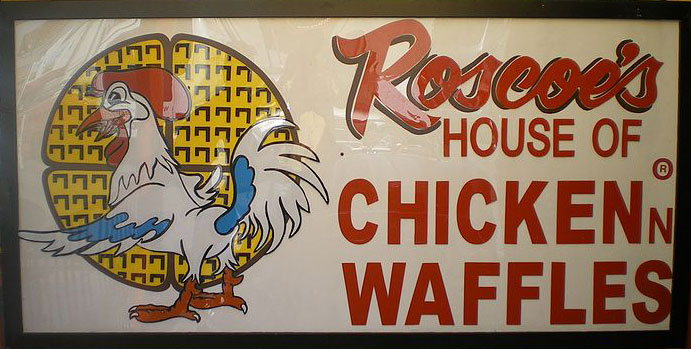 Roscoe's
HOUSE OF
CHICKEN N ®
WAFFLES